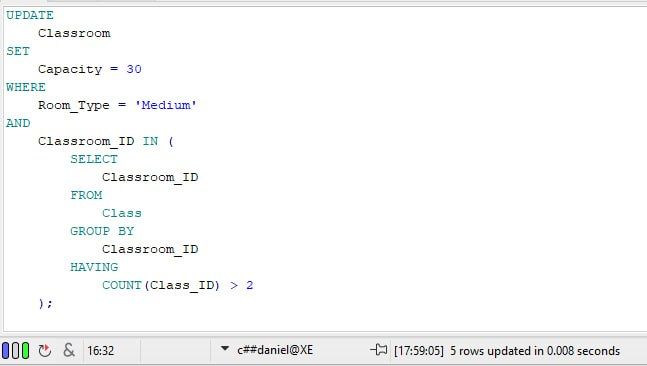 UPDATE
Classroom
SET
Capacity = 30
WHERE
Room_Type = 'Medium'
AND
Classroom_ID IN (
SELECT
Classroom_ID
FROM
Class
GROUP BY
Classroom_ID
HAVING
COUNT(Class_ID) > 2
);
& 16:32 c##daniel@XE [17:59:05] 5 rows updated in 0.008 seconds